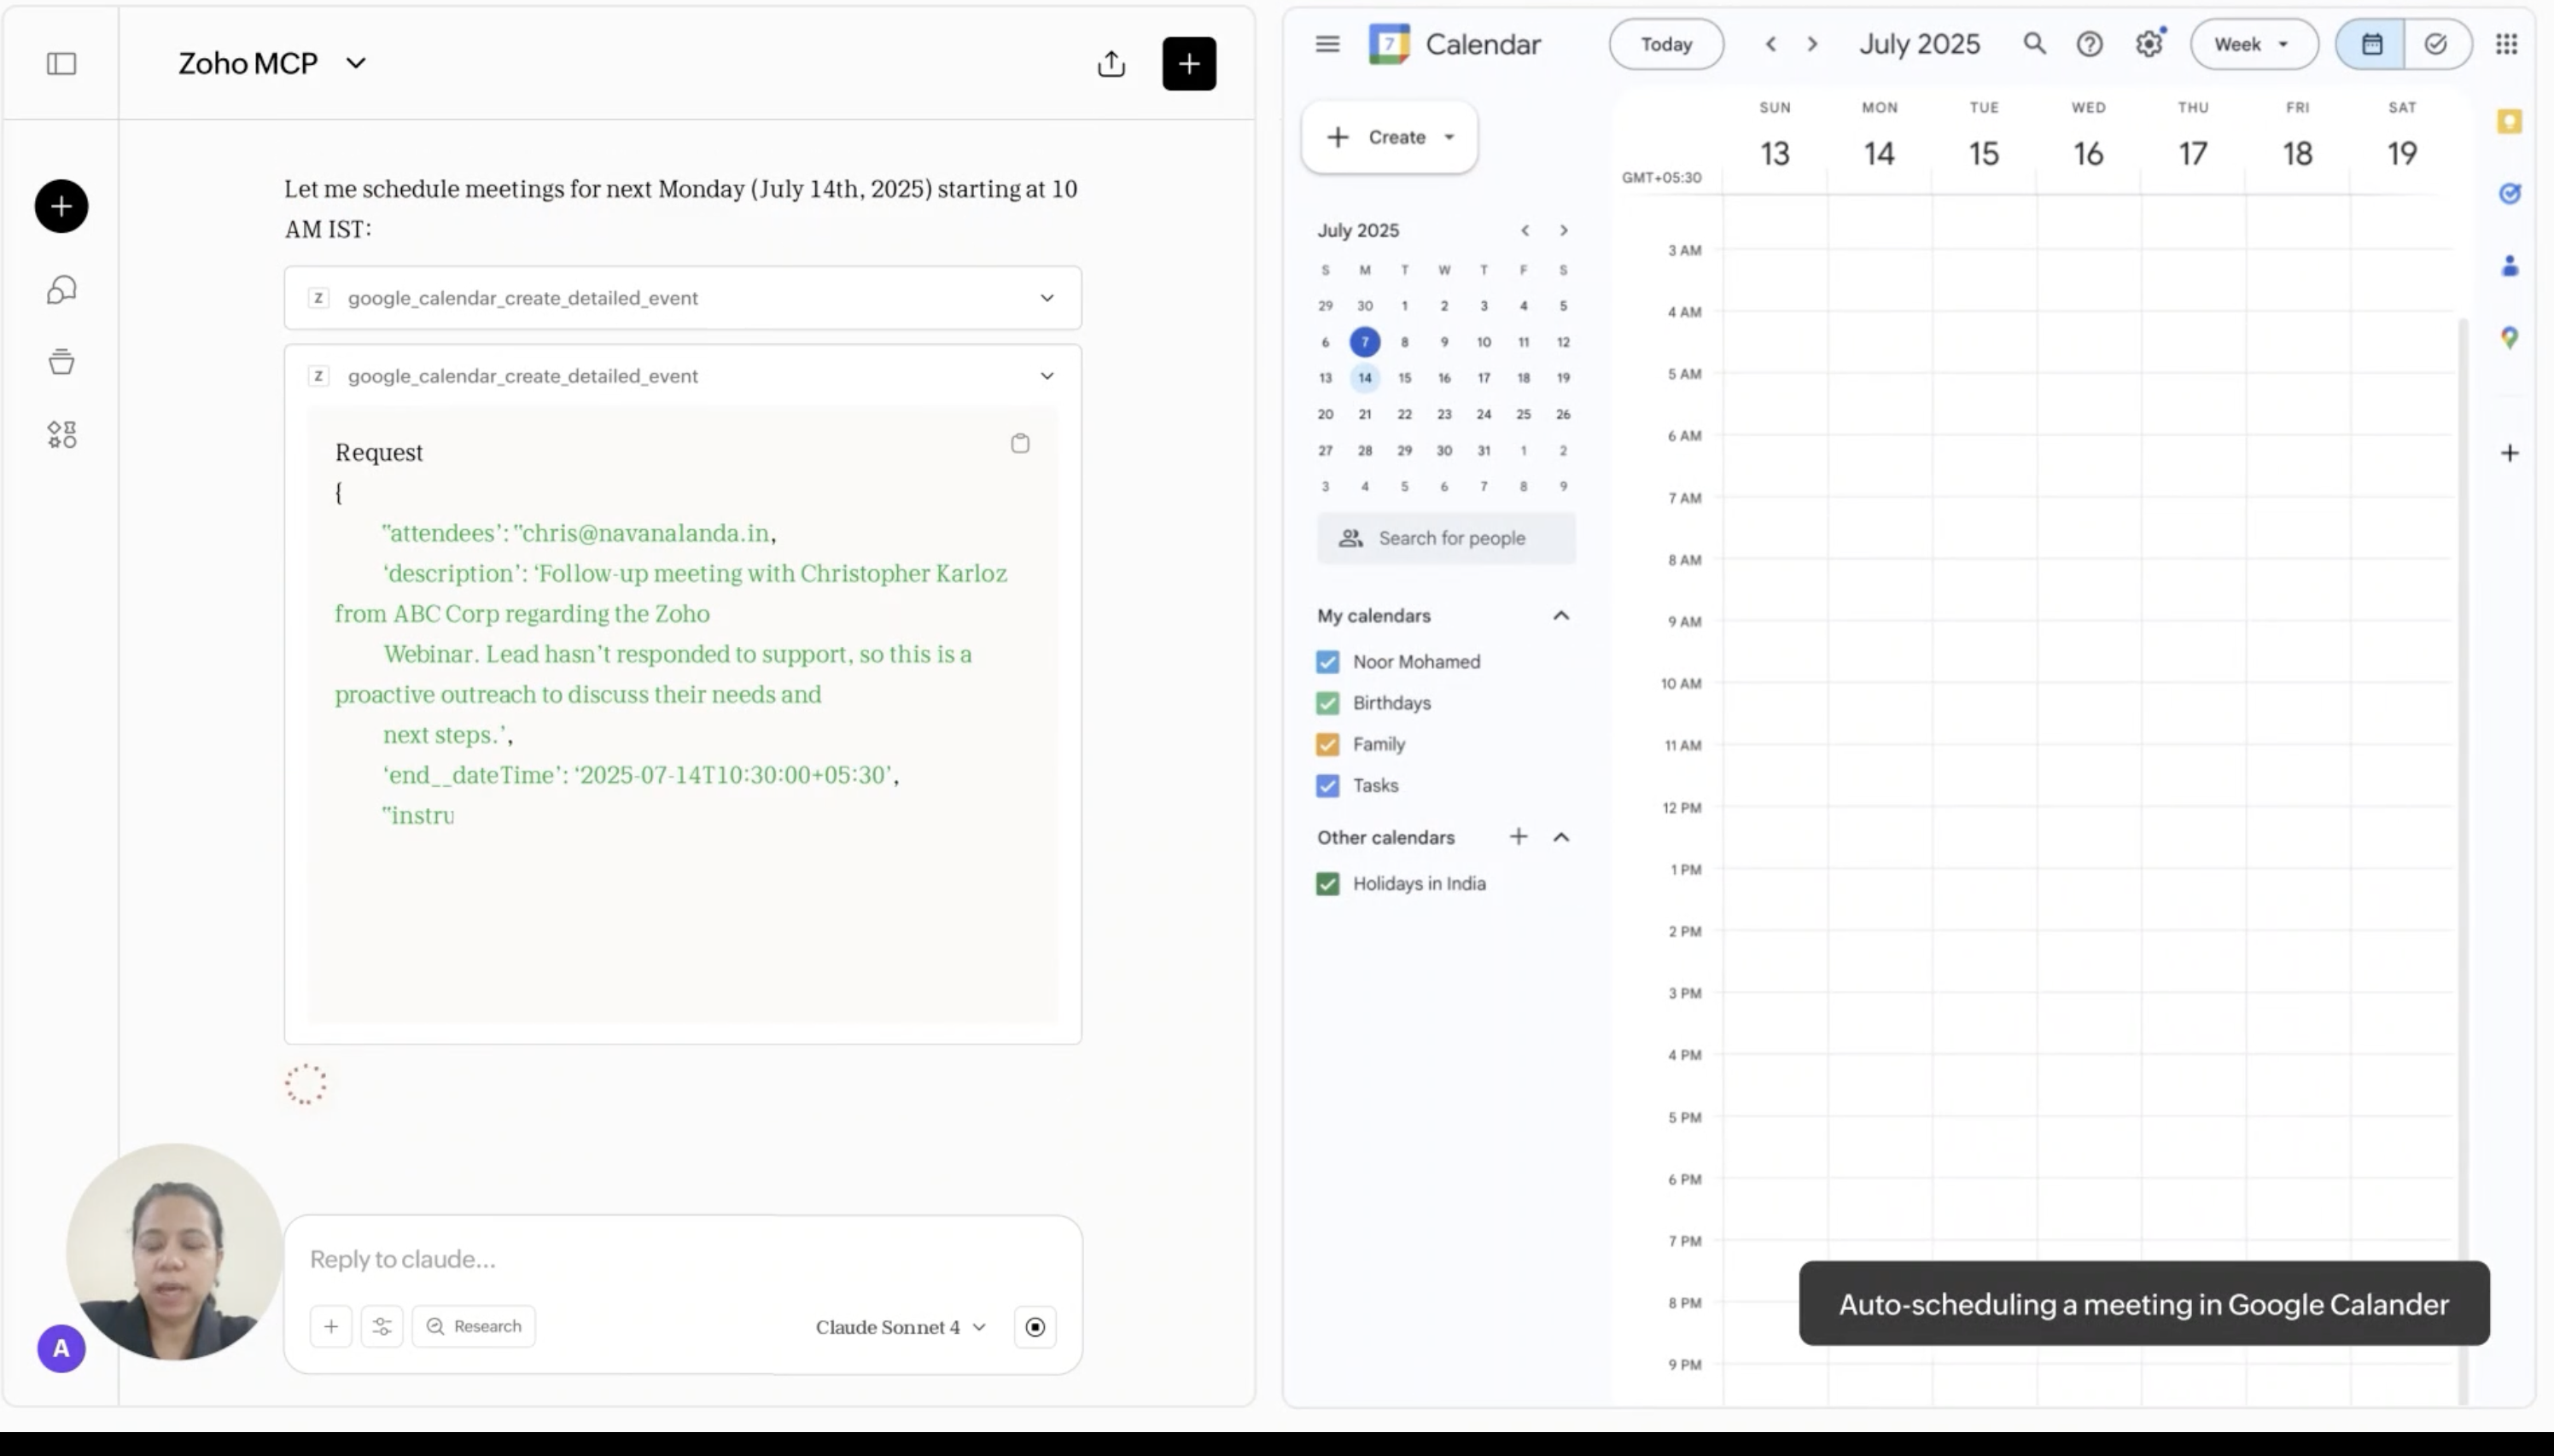 Zoho MCP
Let me schedule meetings for next Monday (July 14th, 2025) starting at 10
AM IST:
Z google_calendar_create_detailed_event
Z google_calendar_create_detailed_event
Request
{
"attendees’: "chris@navanalanda.in,
‘description’: ‘Follow-up meeting with Christopher Karloz
from ABC Corp regarding the Zoho
Webinar. Lead hasn’t responded to support, so this is a
proactive outreach to discuss their needs and
next steps.’,
‘end__dateTime’: ‘2025-07-14T10:30:00+05:30’,
"instru
Reply to claude...
Research
Claude Sonnet 4
A
7 Calendar
Today
July 2025
Week
Create
SUN MON TUE WED THU FRI SAT
13 14 15 16 17 18 19
GMT+05:30
July 2025
S M T W T F S
29 30 1 2 3 4 5
6 7 8 9 10 11 12
13 14 15 16 17 18 19
20 21 22 23 24 25 26
27 28 29 30 31 1 2
3 4 5 6 7 8 9
Search for people
My calendars
Noor Mohamed
Birthdays
Family
Tasks
Other calendars
Holidays in India
3 AM
4 AM
5 AM
6 AM
7 AM
8 AM
9 AM
10 AM
11 AM
12 PM
1 PM
2 PM
3 PM
4 PM
5 PM
6 PM
7 PM
8 PM
9 PM
Auto-scheduling a meeting in Google Calander